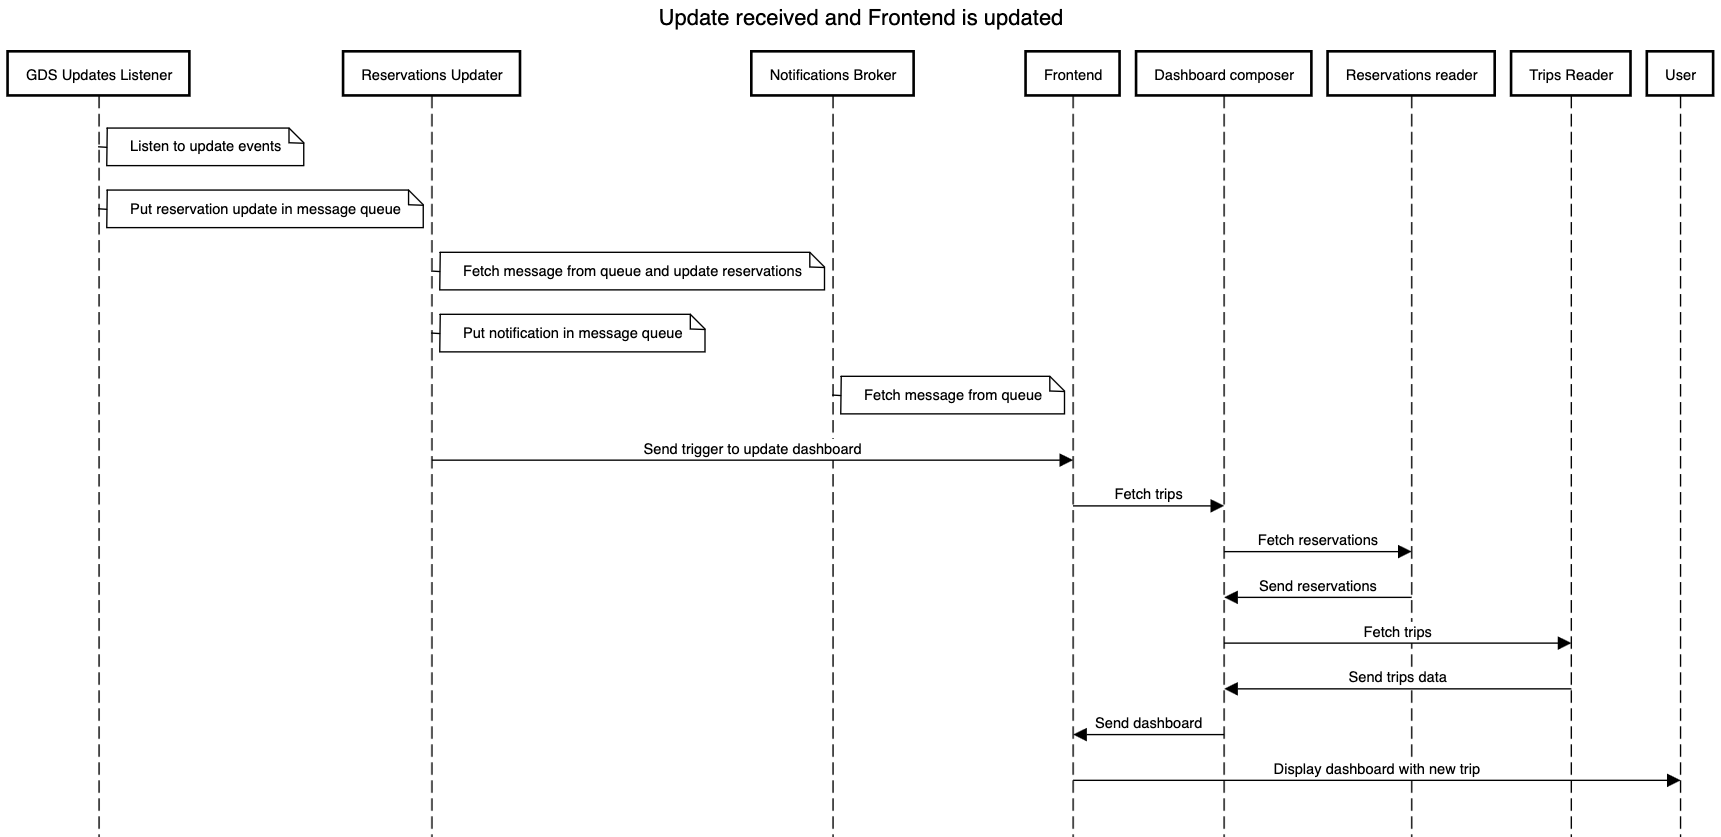 Update received and Frontend is updated
GDS Updates Listener
Reservations Updater
Notifications Broker
Frontend
Dashboard composer
Reservations reader
Trips Reader
User
Listen to update events
Put reservation update in message queue
Fetch message from queue and update reservations
Put notification in message queue
Fetch message from queue
Send trigger to update dashboard
Fetch trips
Fetch reservations
Send reservations
Fetch trips
Send trips data
Send dashboard
Display dashboard with new trip